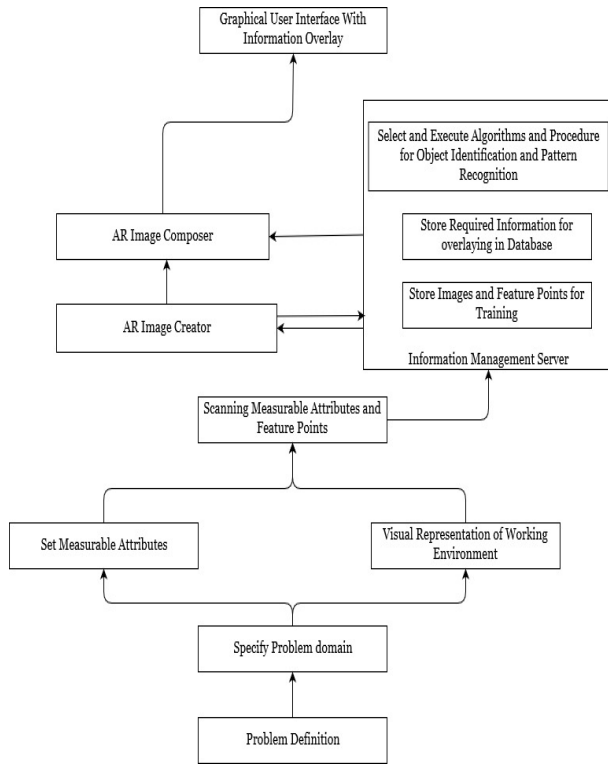 Graphical User Interface With
Information Overlay
Select and Execute Algorithms and Procedure
for Object Identification and Pattern
Recognition
AR Image Composer
Store Required Information for
overlaying in Database
Store Images and Feature Points for
Training
AR Image Creator
Information Management Server
Scanning Measurable Attributes and
Feature Points
Set Measurable Attributes
Visual Representation of Working
Environment
Specify Problem domain
Problem Definition